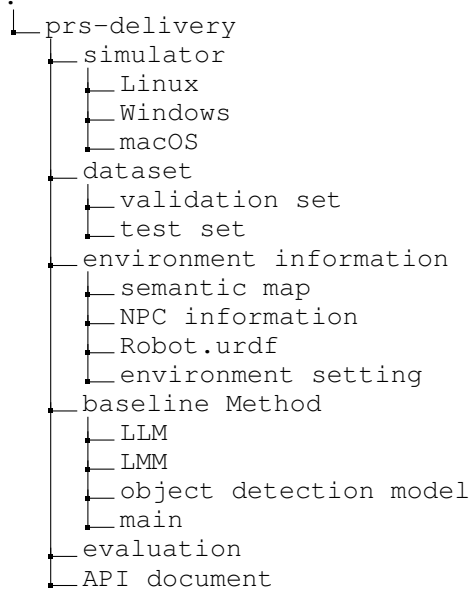 .
prs-delivery
simulator
Linux
Windows
macOS
dataset
validation set
test set
environment information
semantic map
NPC information
Robot.urdf
environment setting
baseline Method
LLM
LMM
object detection model
main
evaluation
API document